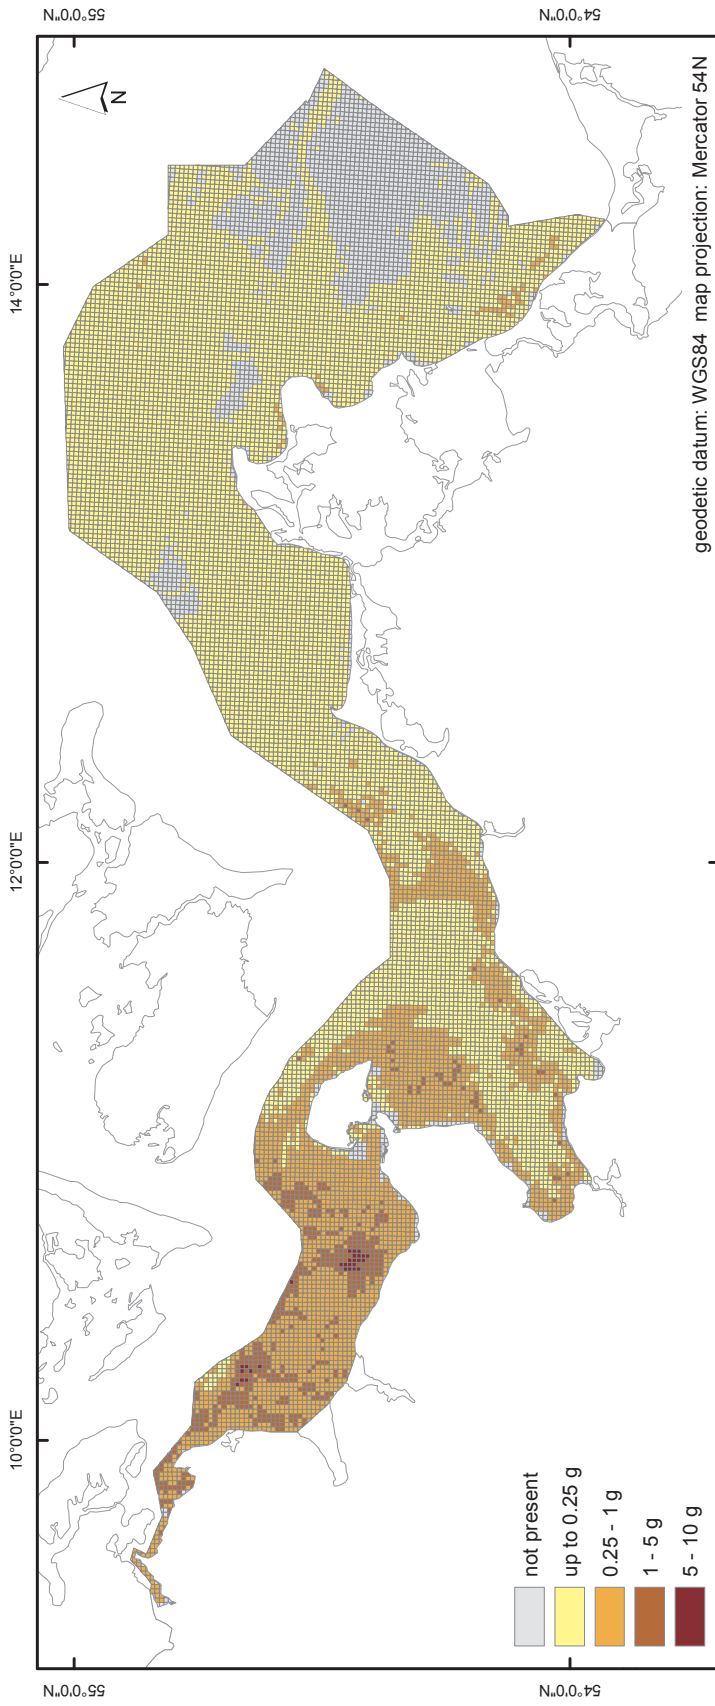 10°0'0"E
12°0'0"E
14°0'0"E
55°0'0"N
55°0'0"N
N
54°0'0"N
54°0'0"N
not present
up to 0.25 g
0.25 - 1 g
1 - 5 g
5 - 10 g
geodetic datum: WGS84 map projection: Mercator 54N